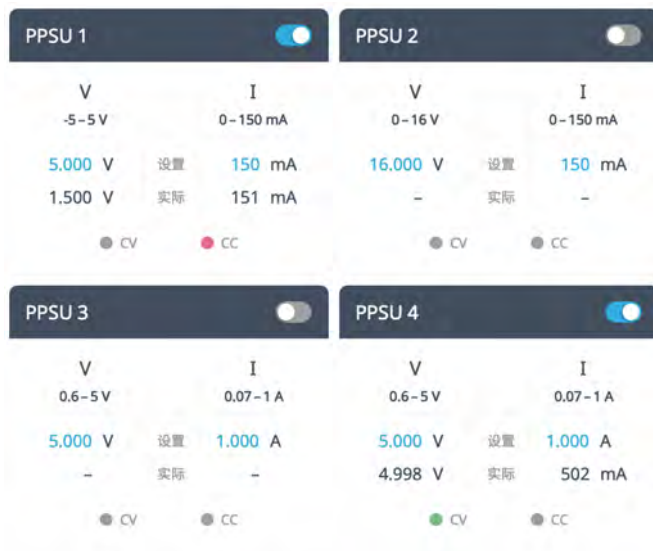 PPSU 1
V I
-5–5 V 0–150 mA
5.000 V 设置 150 mA
1.500 V 实际 151 mA
CV CC
PPSU 2
V I
0–16 V 0–150 mA
16.000 V 设置 150 mA
– 实际 –
CV CC
PPSU 3
V I
0.6–5 V 0.07–1 A
5.000 V 设置 1.000 A
– 实际 –
CV CC
PPSU 4
V I
0.6–5 V 0.07–1 A
5.000 V 设置 1.000 A
4.998 V 实际 502 mA
CV CC